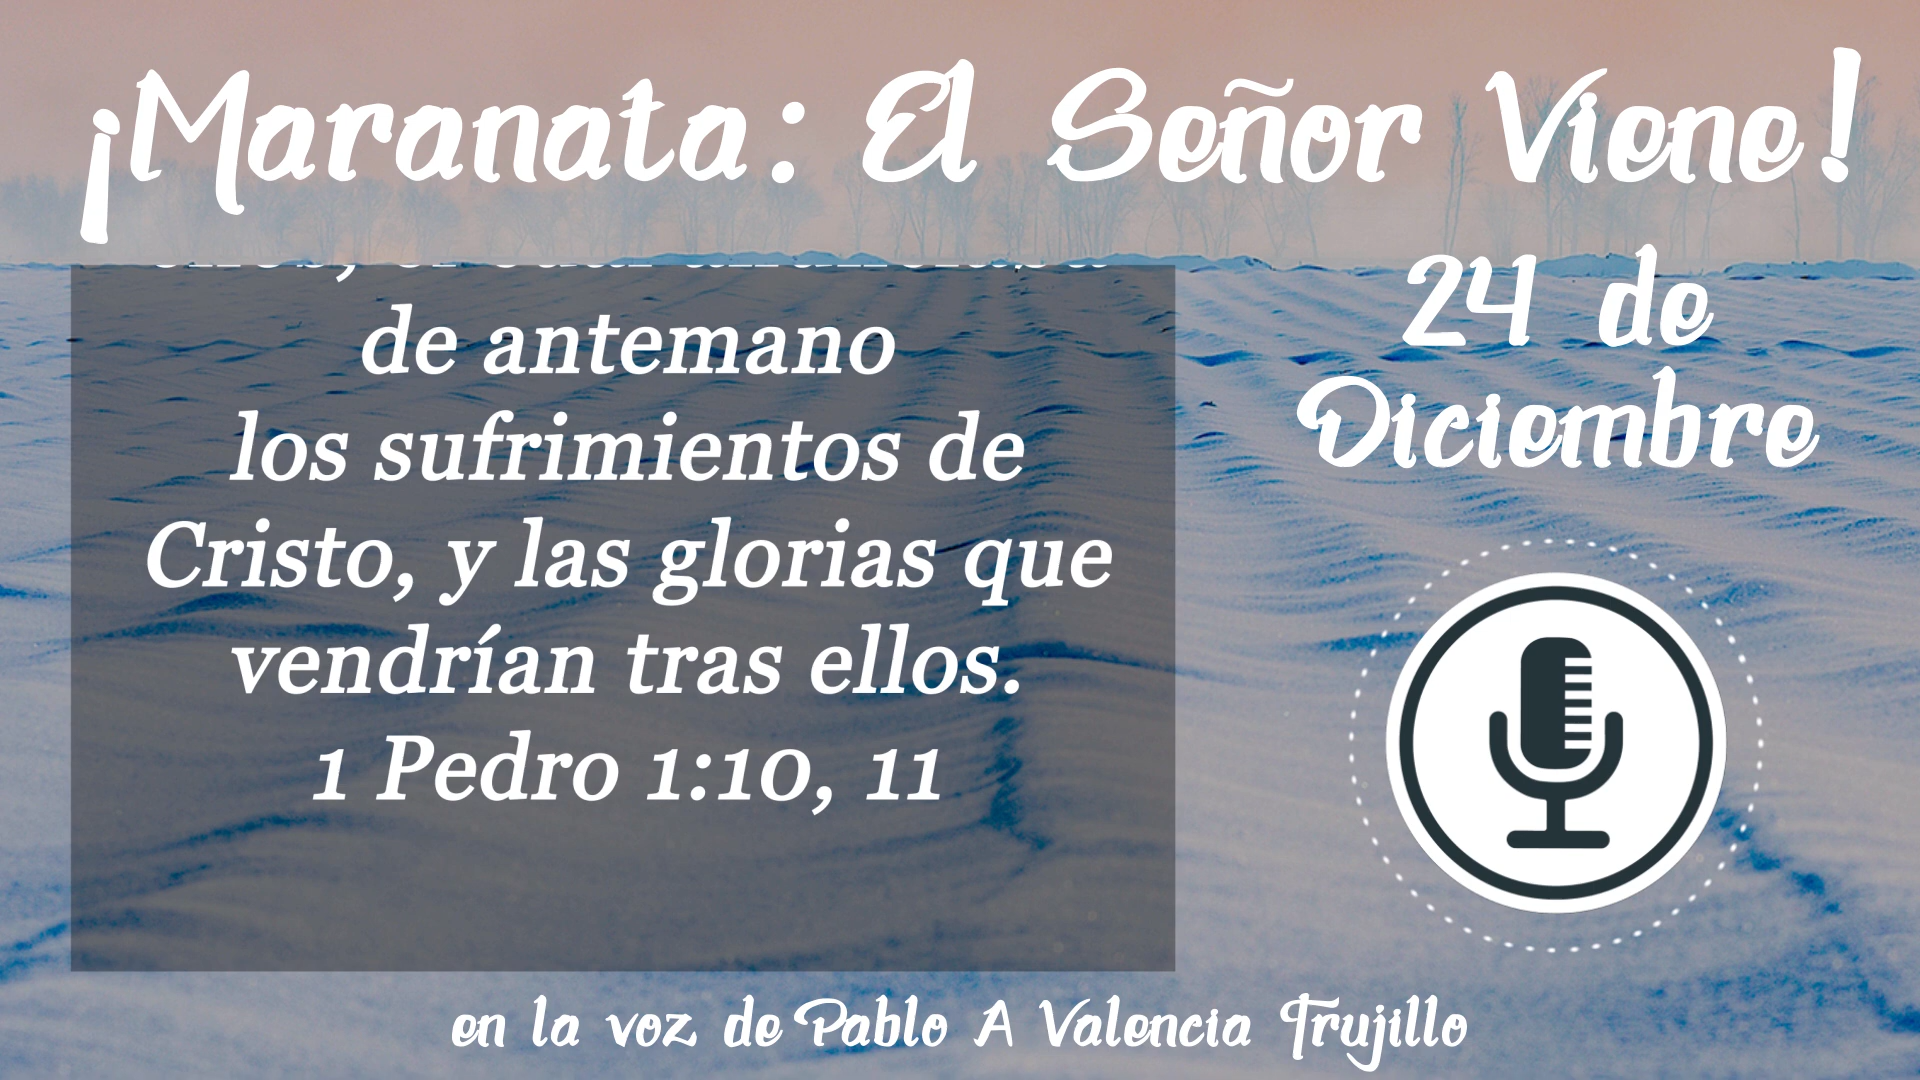 ¡Maranata: El Señor Viene!
de antemano
los sufrimientos de
Cristo, y las glorias que
vendrían tras ellos.
1 Pedro 1:10, 11
24 de
Diciembre
en la voz de Pablo A Valencia Trujillo